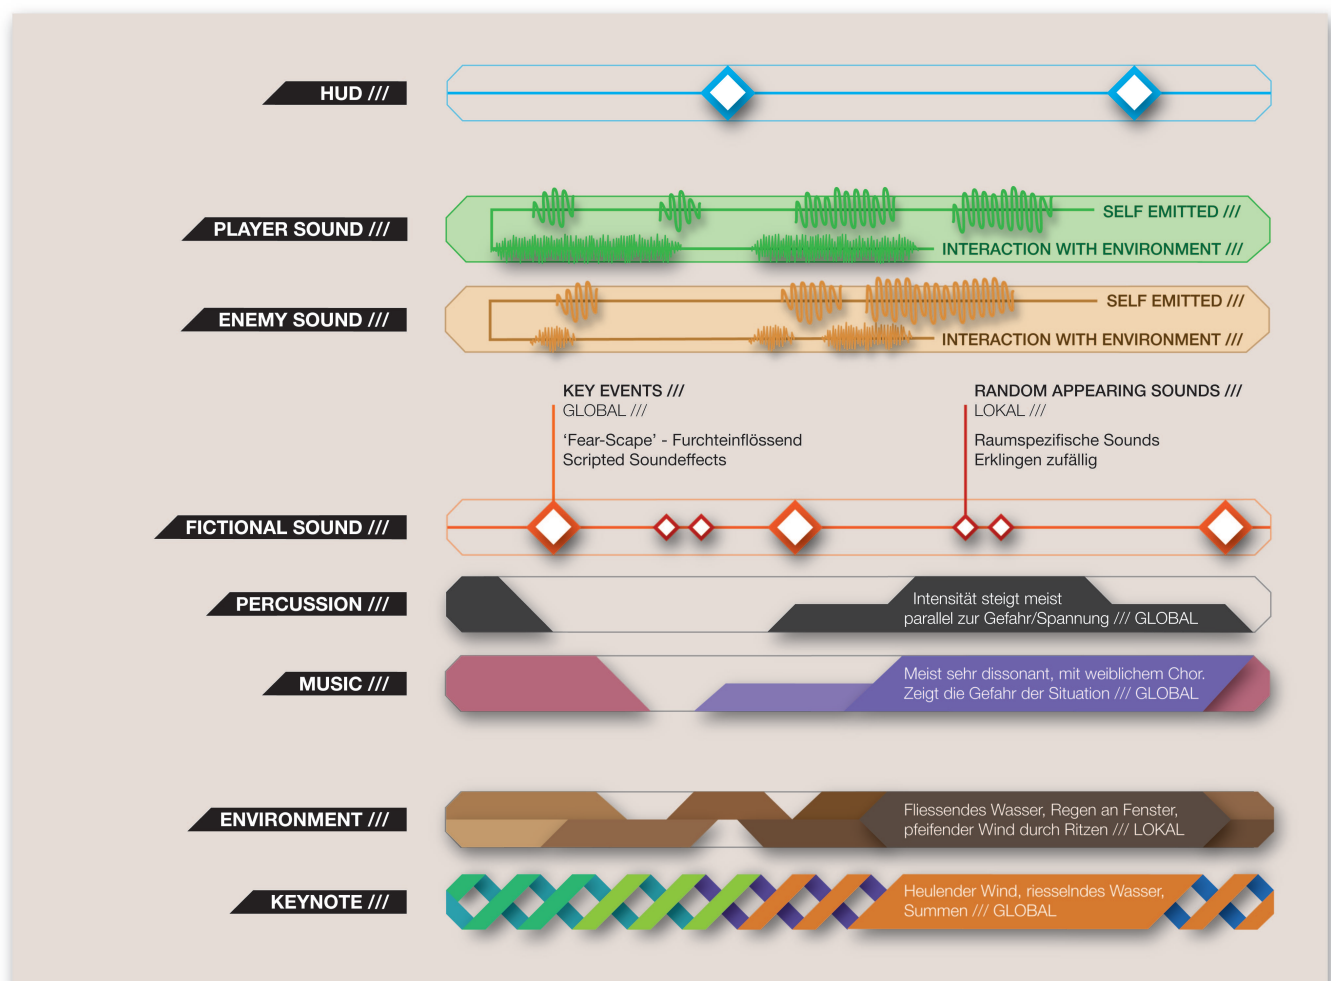 HUD ///
PLAYER SOUND ///
SELF EMITTED ///
INTERACTION WITH ENVIRONMENT ///
ENEMY SOUND ///
SELF EMITTED ///
INTERACTION WITH ENVIRONMENT ///
KEY EVENTS ///
GLOBAL ///
‘Fear-Scape’ - Furchteinflössend
Scripted Soundeffects
RANDOM APPEARING SOUNDS ///
LOKAL ///
Raumspezifische Sounds
Erklingen zufällig
FICTIONAL SOUND ///
PERCUSSION ///
Intensität steigt meist
parallel zur Gefahr/Spannung /// GLOBAL
MUSIC ///
Meist sehr dissonant, mit weiblichem Chor.
Zeigt die Gefahr der Situation /// GLOBAL
ENVIRONMENT ///
Fliessendes Wasser, Regen an Fenster,
pfeifender Wind durch Ritzen /// LOKAL
KEYNOTE ///
Heulender Wind, riesselndes Wasser,
Summen /// GLOBAL